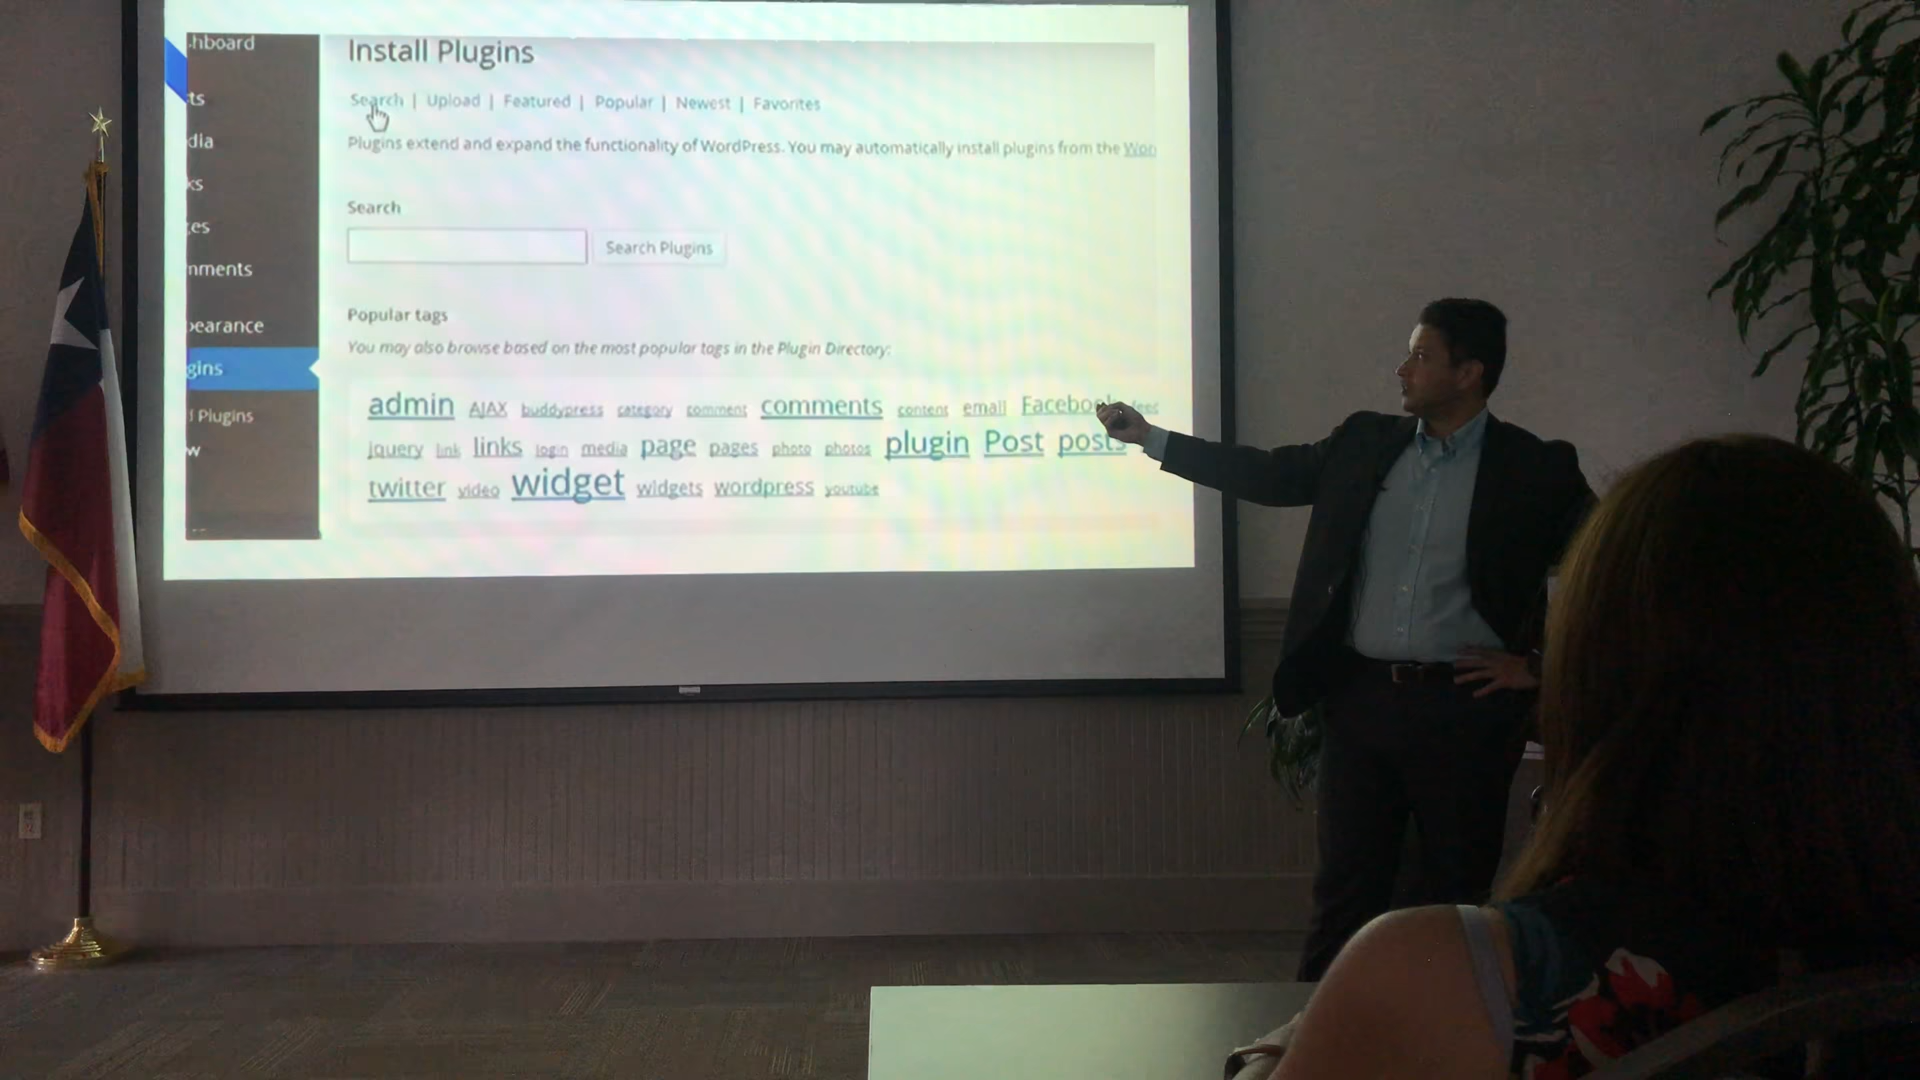 hboard
ts
dia
ks
es
nments
pearance
gins
Plugins
w
Install Plugins
Search | Upload | Featured | Popular | Newest | Favorites
Plugins extend and expand the functionality of WordPress. You may automatically install plugins from the Wor
Search
Search Plugins
Popular tags
You may also browse based on the most popular tags in the Plugin Directory:
admin AJAX buddypress category comment comments content email Facebook feed
jquery link links login media page pages photo photos plugin Post posts
twitter video widget widgets wordpress youtube